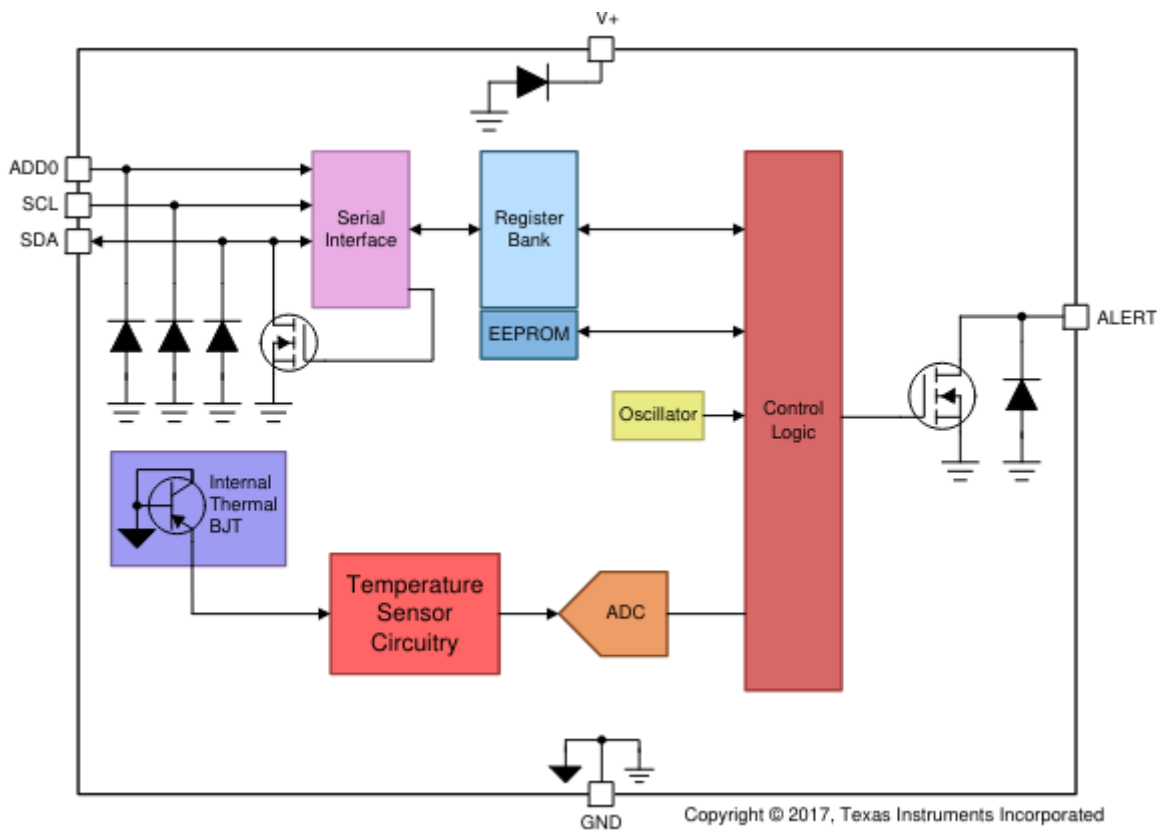 V+
ADD0
SCL
SDA
Serial
Interface
Register
Bank
EEPROM
ALERT
Oscillator
Control
Logic
Internal
Thermal
BJT
Temperature
Sensor
Circuitry
ADC
GND
Copyright © 2017, Texas Instruments Incorporated